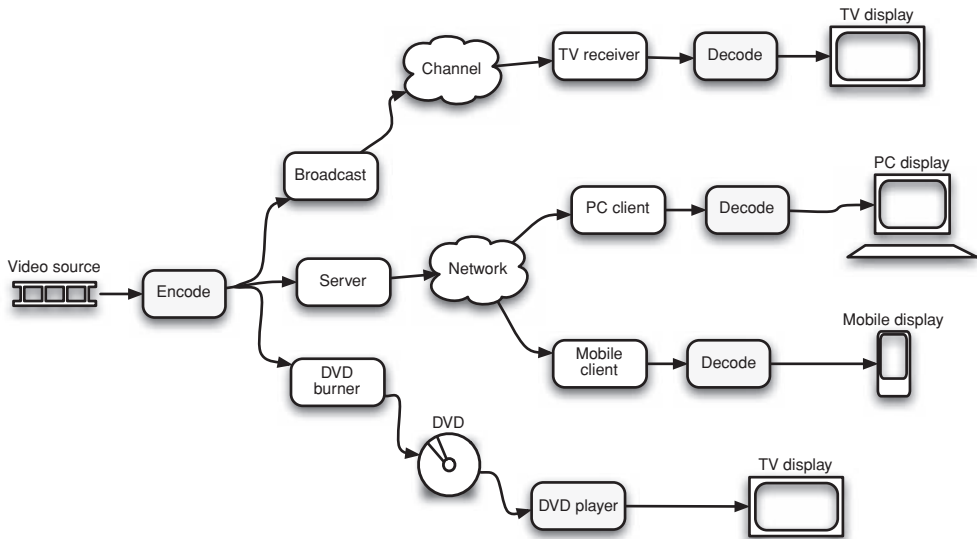 TV display
Channel
TV receiver
Decode
Broadcast
PC display
PC client
Decode
Video source
Encode
Server
Network
Mobile display
Mobile
client
Decode
DVD
burner
DVD
DVD player
TV display